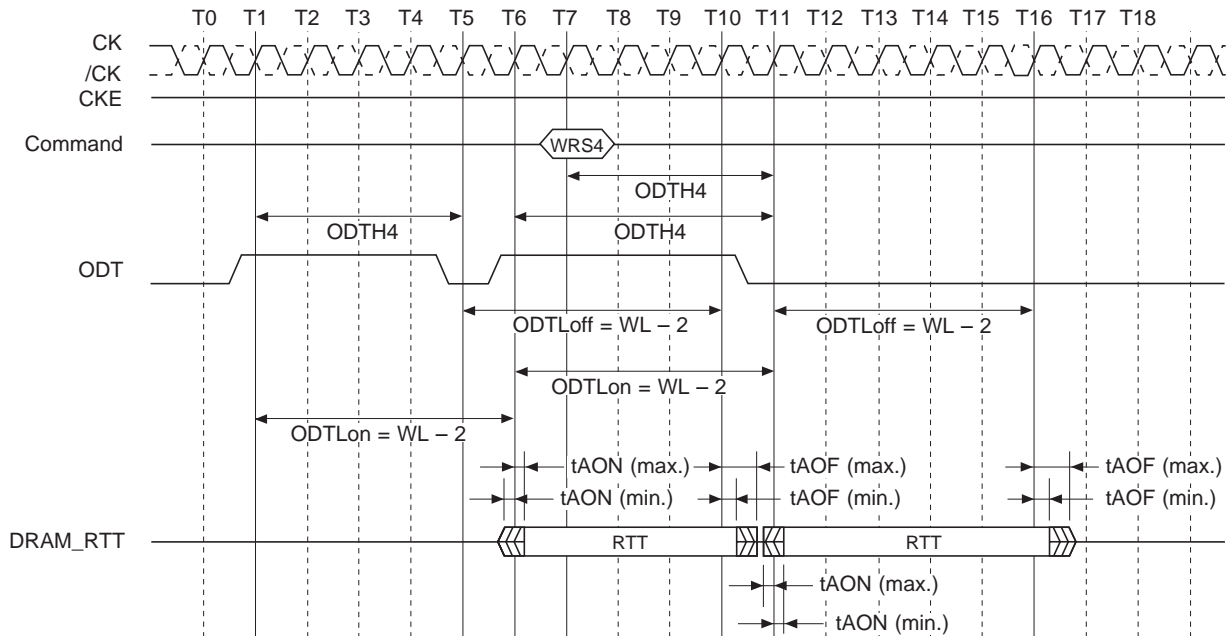 T0 T1 T2 T3 T4 T5 T6 T7 T8 T9 T10 T11 T12 T13 T14 T15 T16 T17 T18
CK
/CK
CKE
Command
WRS4
ODTH4
ODTH4
ODTH4
ODT
ODTLoff = WL – 2
ODTLoff = WL – 2
ODTLon = WL – 2
ODTLon = WL – 2
tAON (max.) tAOF (max.) tAOF (max.)
tAON (min.) tAOF (min.) tAOF (min.)
DRAM_RTT
RTT RTT
tAON (max.)
tAON (min.)